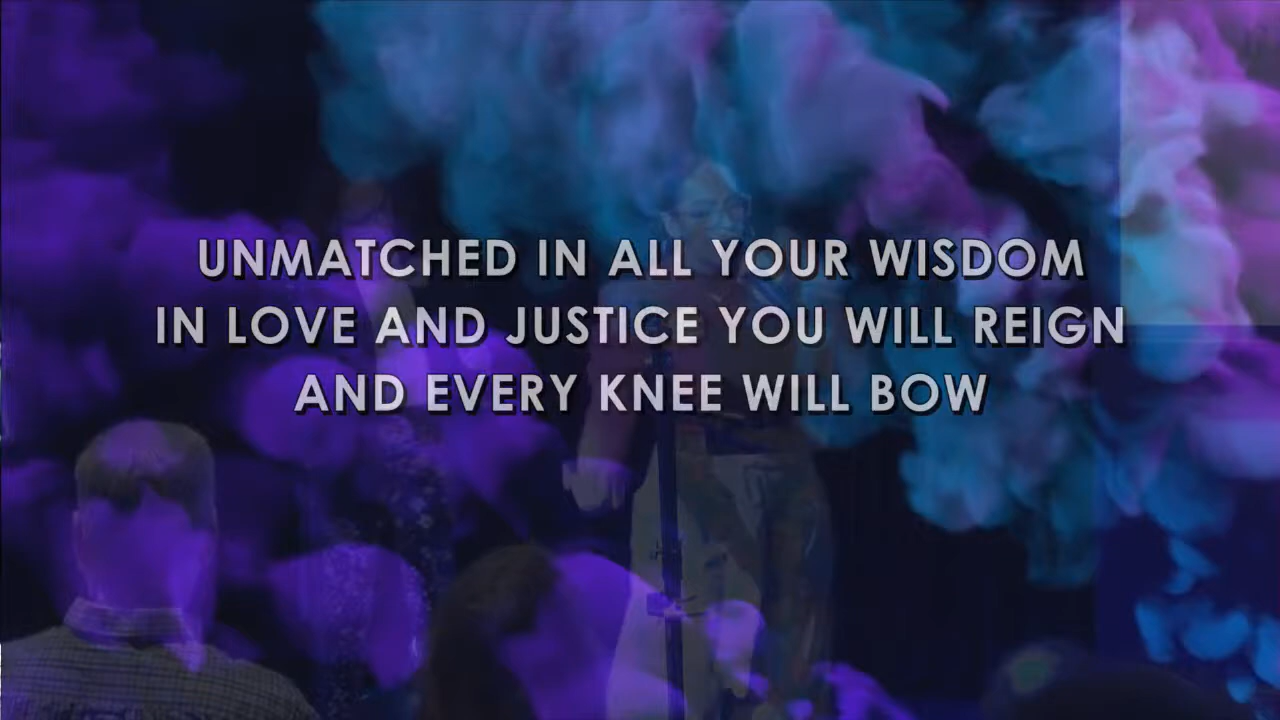 UNMATCHED IN ALL YOUR WISDOM
IN LOVE AND JUSTICE YOU WILL REIGN
AND EVERY KNEE WILL BOW